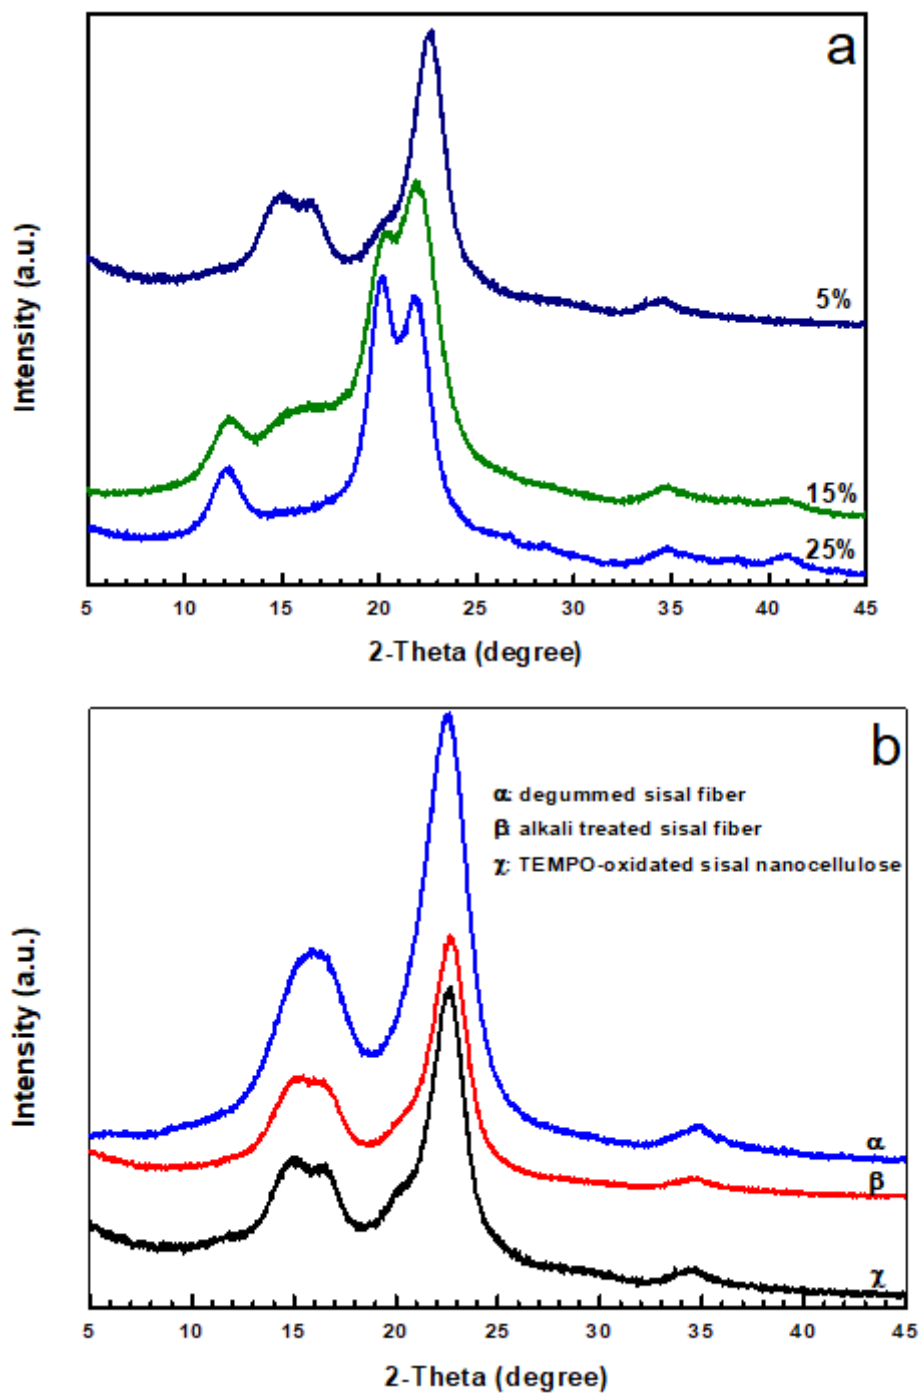 a
Intensity (a.u.)
5%
15%
25%
5 10 15 20 25 30 35 40 45
2-Theta (degree)
b
α: degummed sisal fiber
β: alkali treated sisal fiber
χ: TEMPO-oxidated sisal nanocellulose
Intensity (a.u.)
α
β
χ
5 10 15 20 25 30 35 40 45
2-Theta (degree)